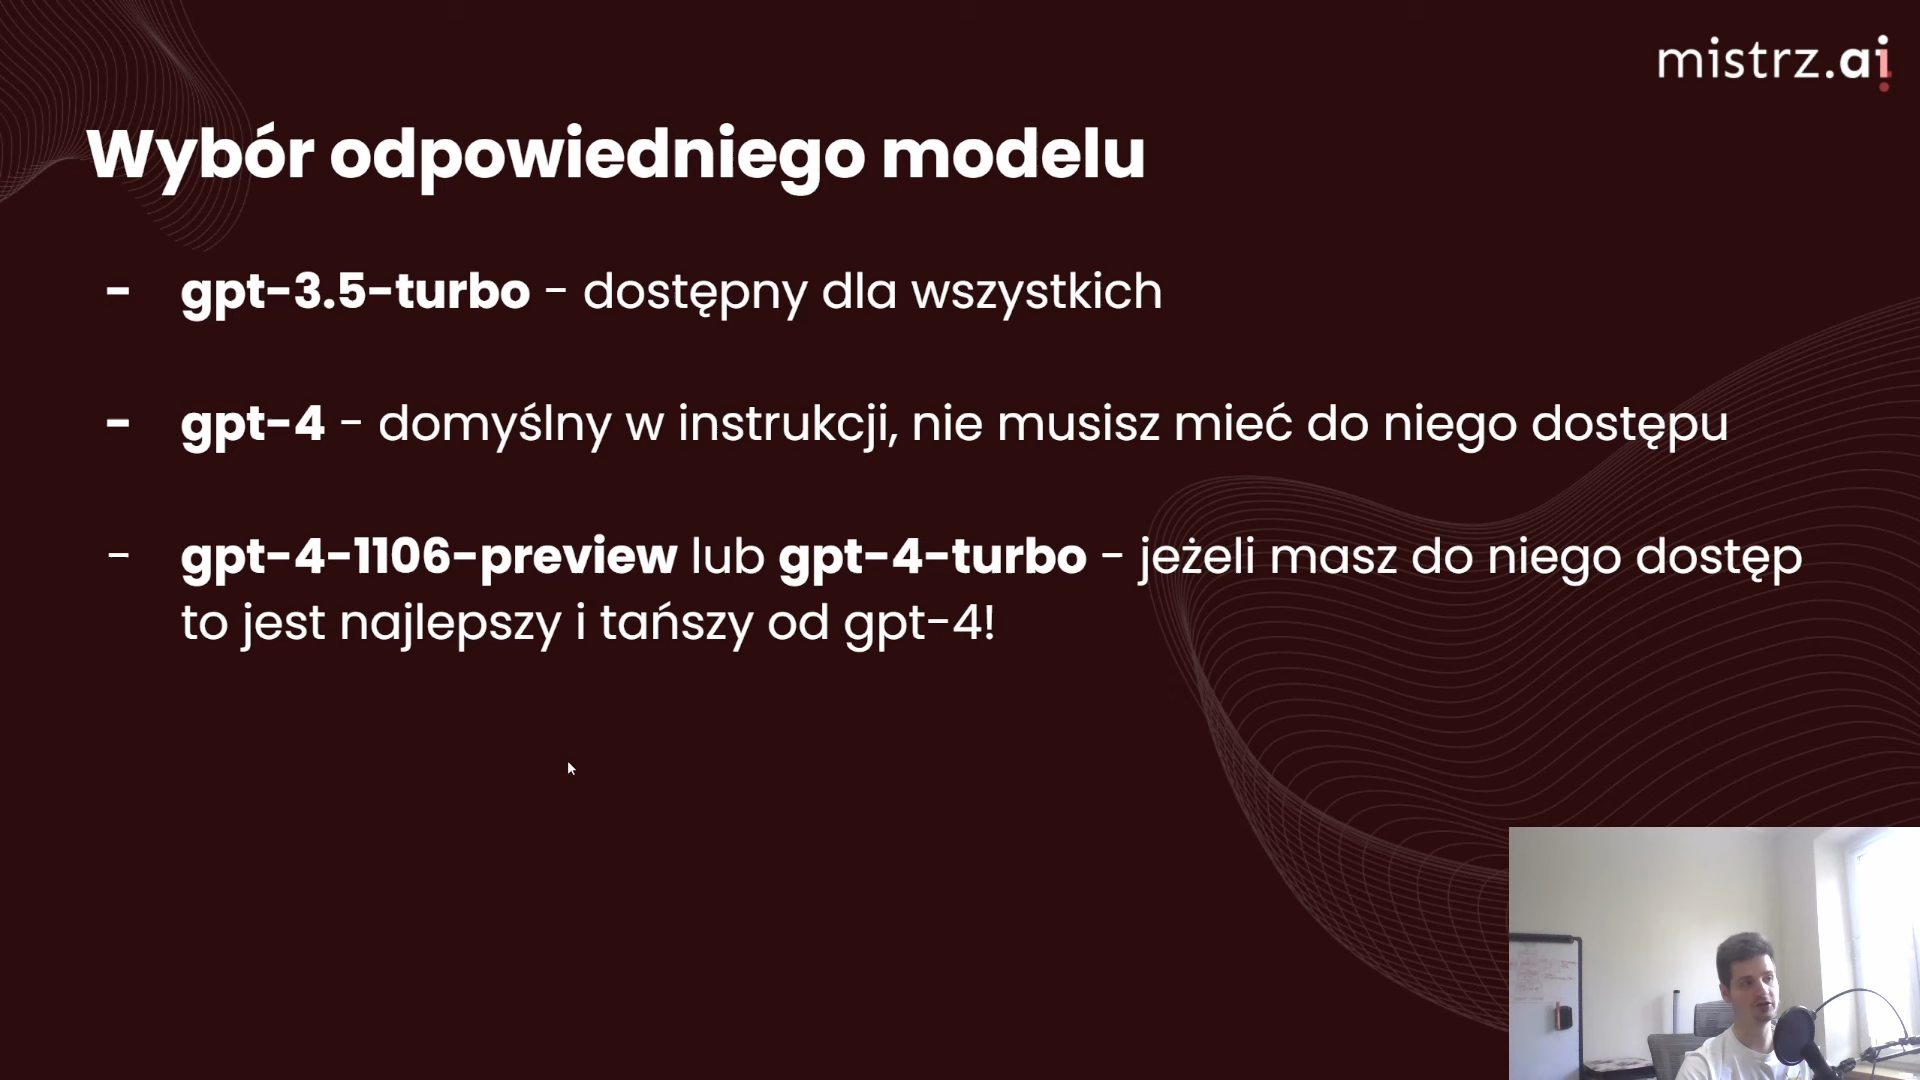 mistrz.ai
Wybór odpowiedniego modelu
- gpt-3.5-turbo - dostępny dla wszystkich
- gpt-4 - domyślny w instrukcji, nie musisz mieć do niego dostępu
- gpt-4-1106-preview lub gpt-4-turbo - jeżeli masz do niego dostęp
to jest najlepszy i tańszy od gpt-4!